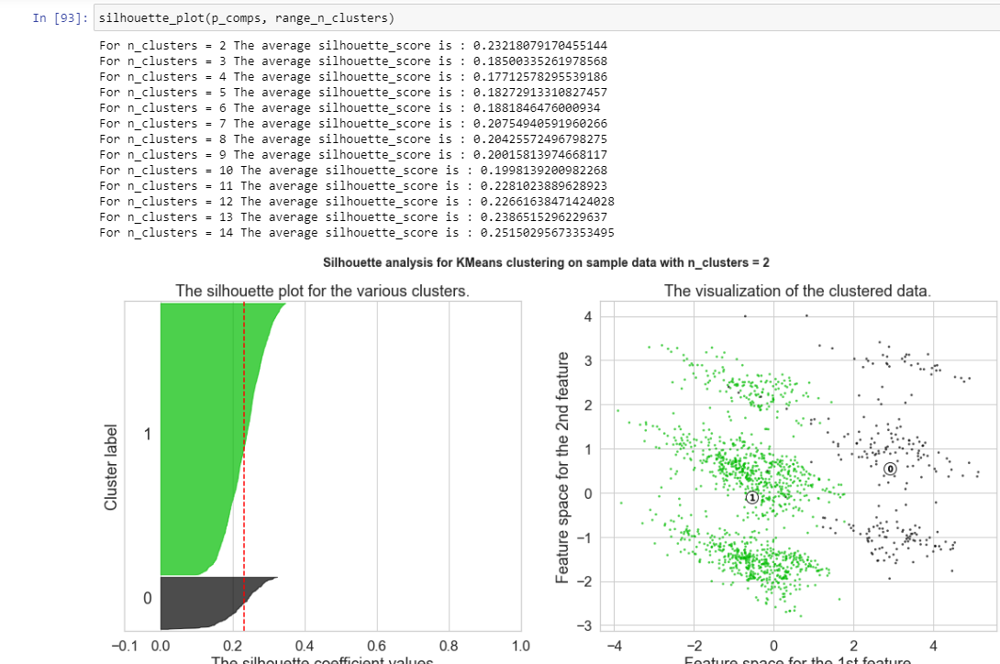 In [93]: silhouette_plot(p_comps, range_n_clusters)
For n_clusters = 2 The average silhouette_score is : 0.23218079170455144
For n_clusters = 3 The average silhouette_score is : 0.18500335261978568
For n_clusters = 4 The average silhouette_score is : 0.17712578295539186
For n_clusters = 5 The average silhouette_score is : 0.18272913310827457
For n_clusters = 6 The average silhouette_score is : 0.1881846476000934
For n_clusters = 7 The average silhouette_score is : 0.20754940591960266
For n_clusters = 8 The average silhouette_score is : 0.20425572496798275
For n_clusters = 9 The average silhouette_score is : 0.20015813974668117
For n_clusters = 10 The average silhouette_score is : 0.1998139200982268
For n_clusters = 11 The average silhouette_score is : 0.2281023889628923
For n_clusters = 12 The average silhouette_score is : 0.22661638471424028
For n_clusters = 13 The average silhouette_score is : 0.2386515296229637
For n_clusters = 14 The average silhouette_score is : 0.25150295673353495
Silhouette analysis for KMeans clustering on sample data with n_clusters = 2
The silhouette plot for the various clusters.
Cluster label
1
0
−0.1 0.0 0.2 0.4 0.6 0.8 1.0
The silhouette coefficient values
The visualization of the clustered data.
Feature space for the 2nd feature
4
3
2
1
0
−1
−2
−3
0
1
−4 −2 0 2 4
Feature space for the 1st feature